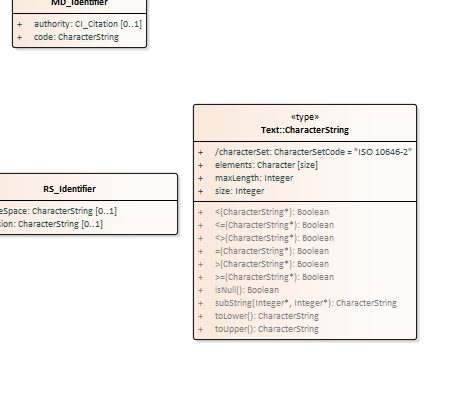 MD_Identifier
+ authority: CI_Citation [0..1]
+ code: CharacterString
«type»
Text::CharacterString
+ /characterSet: CharacterSetCode = "ISO 10646-2"
+ elements: Character [size]
+ maxLength: Integer
+ size: Integer
+ <(CharacterString*): Boolean
+ <=(CharacterString*): Boolean
+ <>(CharacterString*): Boolean
+ =(CharacterString*): Boolean
+ >(CharacterString*): Boolean
+ >=(CharacterString*): Boolean
+ isNull(): Boolean
+ subString(Integer*, Integer*): CharacterString
+ toLower(): CharacterString
+ toUpper(): CharacterString
RS_Identifier
eSpace: CharacterString [0..1]
ion: CharacterString [0..1]